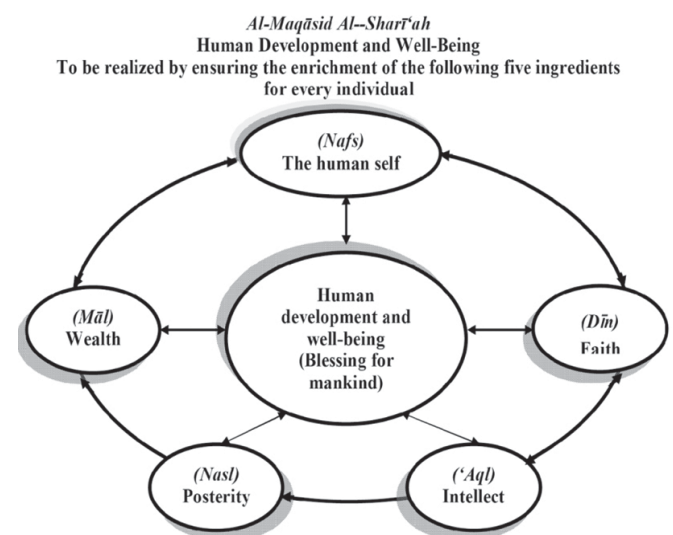 Al-Maqāsid Al--Sharī‘ah
Human Development and Well-Being
To be realized by ensuring the enrichment of the following five ingredients
for every individual
(Nafs)
The human self
(Māl)
Wealth
Human
development and
well-being
(Blessing for
mankind)
(Dīn)
Faith
(Nasl)
Posterity
(‘Aql)
Intellect